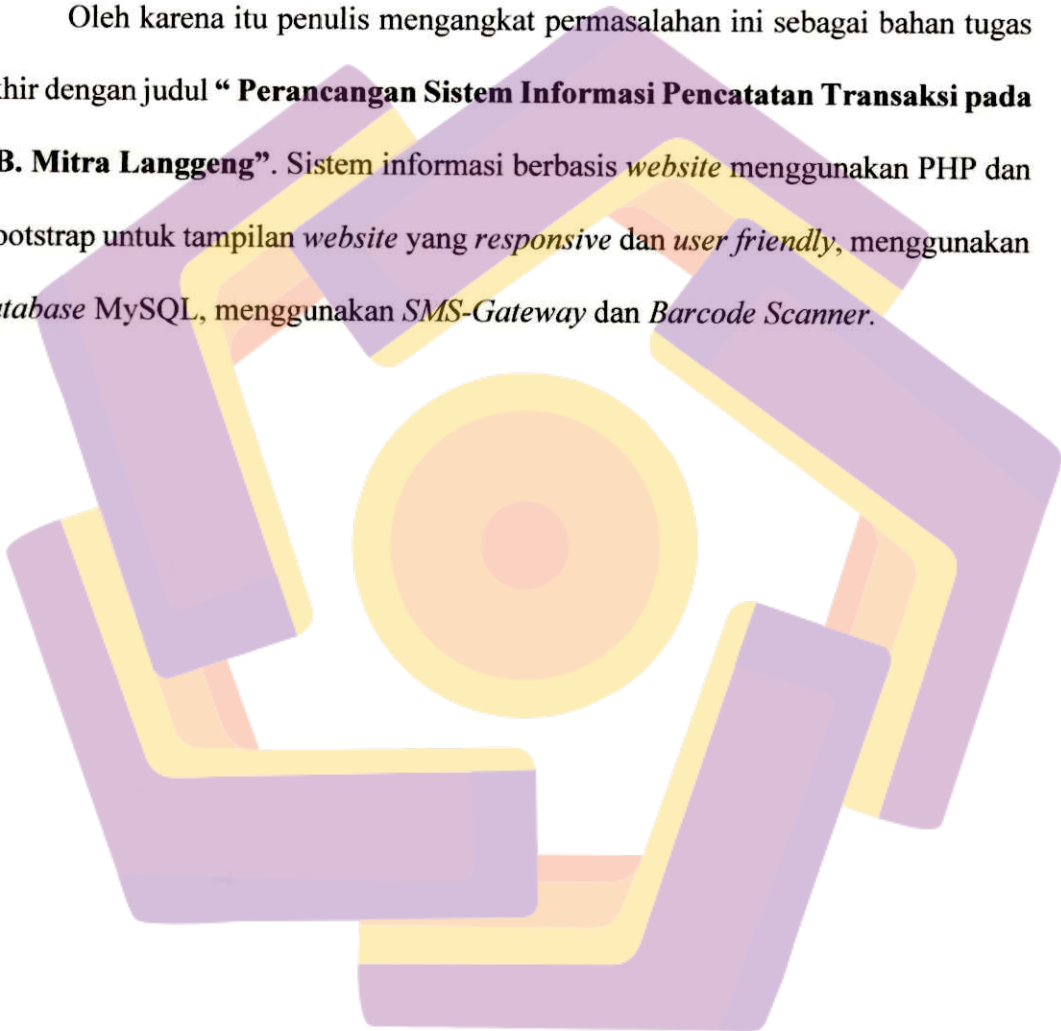 Oleh karena itu penulis mengangkat permasalahan ini sebagai bahan tugas
khir dengan judul “ Perancangan Sistem Informasi Pencatatan Transaksi pada
B. Mitra Langgeng”. Sistem informasi berbasis website menggunakan PHP dan
ootstrap untuk tampilan website yang responsive dan user friendly, menggunakan
tabase MySQL, menggunakan SMS-Gateway dan Barcode Scanner.